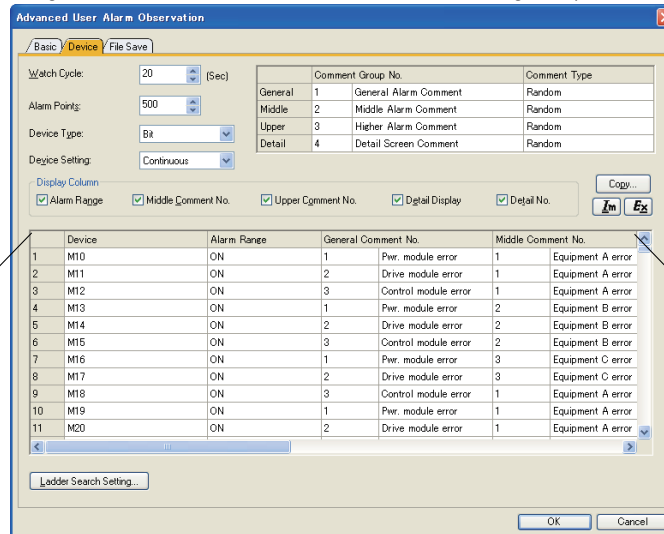 Advanced User Alarm Observation
Basic Device File Save
Watch Cycle: 20 (Sec)
Alarm Points: 500
Device Type: Bit
Device Setting: Continuous
Comment Group No. Comment Type
General 1 General Alarm Comment Random
Middle 2 Middle Alarm Comment Random
Upper 3 Higher Alarm Comment Random
Detail 4 Detail Screen Comment Random
Display Column
Alarm Range Middle Comment No. Upper Comment No. Detail Display Detail No.
Copy...
Im Ex
Device Alarm Range General Comment No. Middle Comment No.
1 M10 ON 1 Pwr. module error 1 Equipment A error
2 M11 ON 2 Drive module error 1 Equipment A error
3 M12 ON 3 Control module error 1 Equipment A error
4 M13 ON 1 Pwr. module error 2 Equipment B error
5 M14 ON 2 Drive module error 2 Equipment B error
6 M15 ON 3 Control module error 2 Equipment B error
7 M16 ON 1 Pwr. module error 3 Equipment C error
8 M17 ON 2 Drive module error 3 Equipment C error
9 M18 ON 3 Control module error 1 Equipment A error
10 M19 ON 1 Pwr. module error 1 Equipment A error
11 M20 ON 2 Drive module error 1 Equipment A error
Ladder Search Setting...
OK Cancel